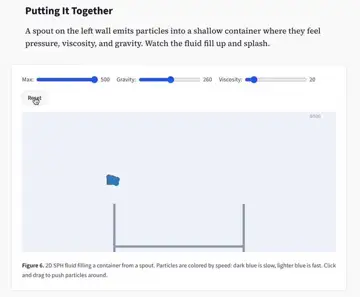 Putting It Together
A spout on the left wall emits particles into a shallow container where they feel
pressure, viscosity, and gravity. Watch the fluid fill up and splash.
Max: 500 Gravity: 260 Viscosity: 20
Reset
Figure 6. 2D SPH fluid filling a container from a spout. Particles are colored by speed: dark blue is slow, lighter blue is fast. Click
and drag to push particles around.